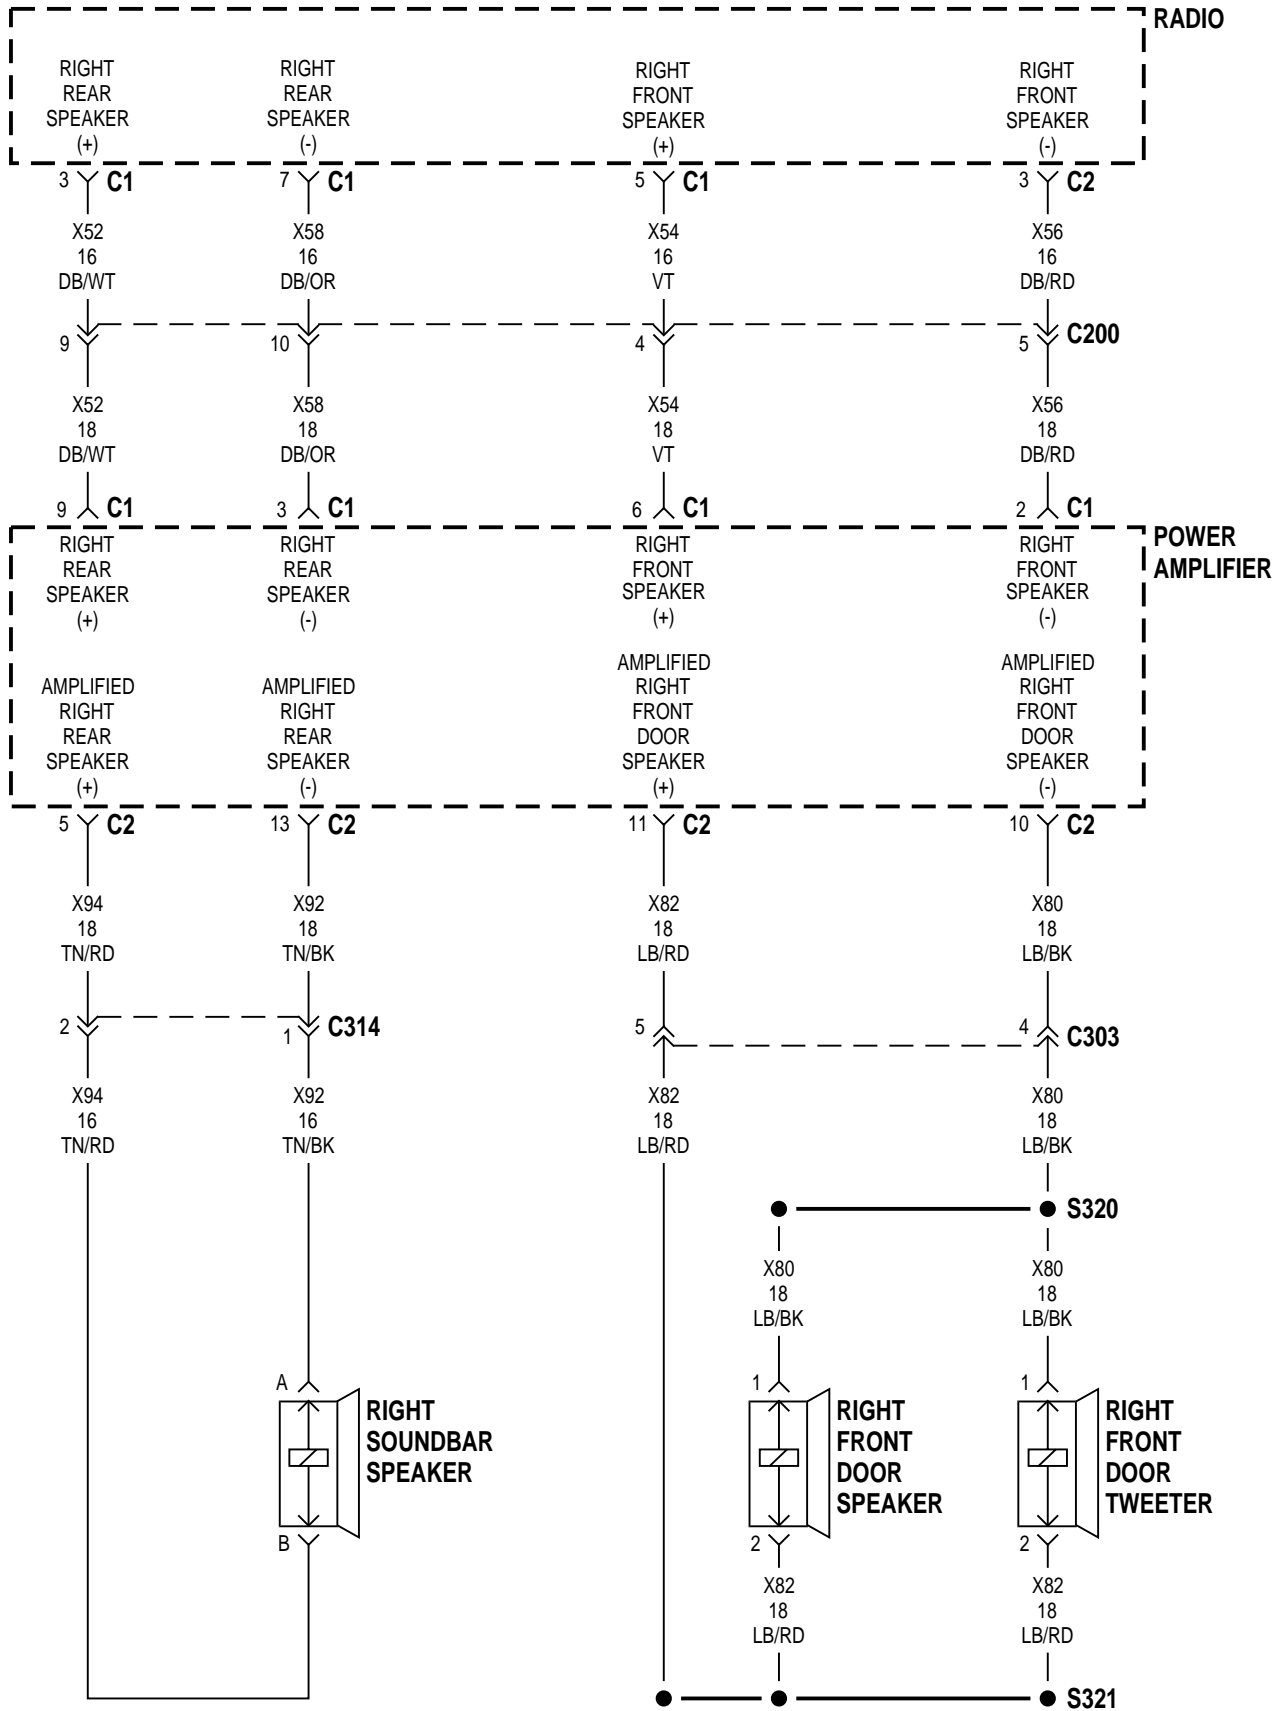 RADIO
RIGHT
REAR
SPEAKER
(+)
RIGHT
REAR
SPEAKER
(-)
RIGHT
FRONT
SPEAKER
(+)
RIGHT
FRONT
SPEAKER
(-)
3 C1
7 C1
5 C1
3 C2
X52
16
DB/WT
X58
16
DB/OR
X54
16
VT
X56
16
DB/RD
9
10
4
5 C200
X52
18
DB/WT
X58
18
DB/OR
X54
18
VT
X56
18
DB/RD
9 C1
3 C1
6 C1
2 C1
POWER
AMPLIFIER
RIGHT
REAR
SPEAKER
(+)
RIGHT
REAR
SPEAKER
(-)
RIGHT
FRONT
SPEAKER
(+)
RIGHT
FRONT
SPEAKER
(-)
AMPLIFIED
RIGHT
REAR
SPEAKER
(+)
AMPLIFIED
RIGHT
REAR
SPEAKER
(-)
AMPLIFIED
RIGHT
FRONT
DOOR
SPEAKER
(+)
AMPLIFIED
RIGHT
FRONT
DOOR
SPEAKER
(-)
5 C2
13 C2
11 C2
10 C2
X94
18
TN/RD
X92
18
TN/BK
X82
18
LB/RD
X80
18
LB/BK
2
1 C314
5
4 C303
X94
16
TN/RD
X92
16
TN/BK
X82
18
LB/RD
X80
18
LB/BK
S320
X80
18
LB/BK
X80
18
LB/BK
A
RIGHT
SOUNDBAR
SPEAKER
B
1
RIGHT
FRONT
DOOR
SPEAKER
2
1
RIGHT
FRONT
DOOR
TWEETER
2
X82
18
LB/RD
X82
18
LB/RD
S321